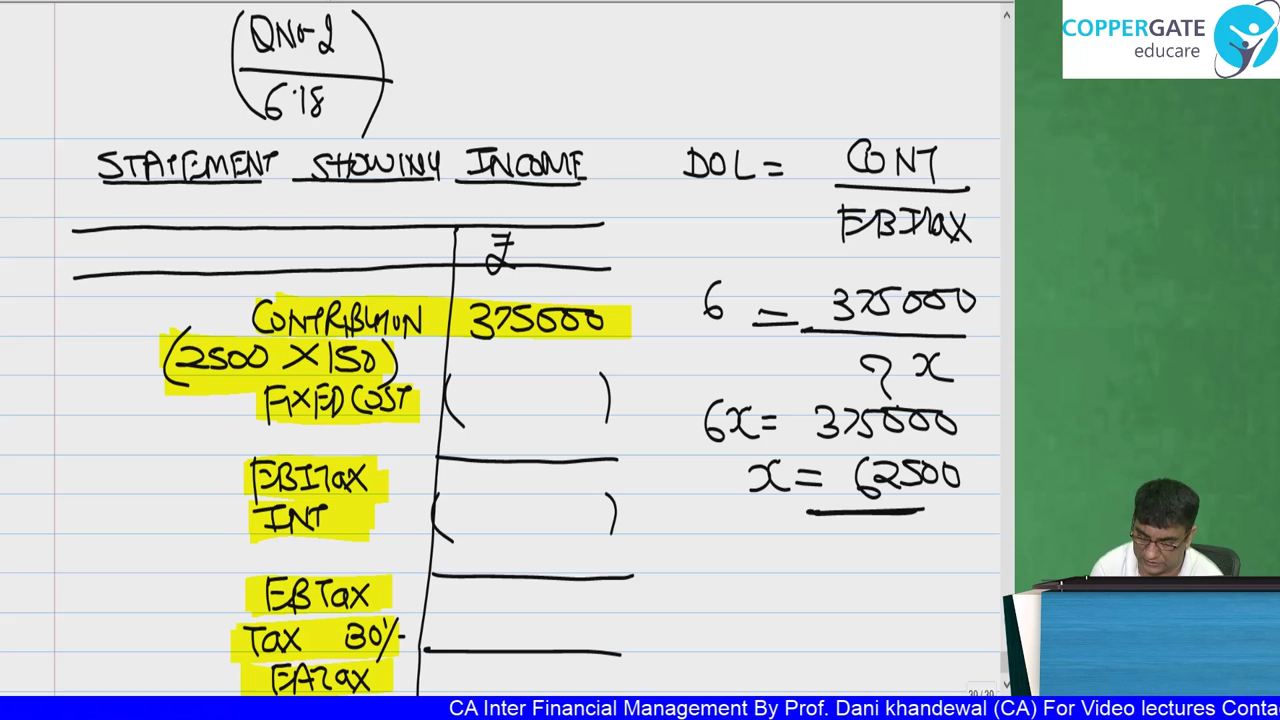 COPPERGATE
educare
QNo-2
6.18
STATEMENT SHOWING INCOME
₹
CONTRIBUTION 375000
(2500 × 150)
FIXED COST ( )
EBITax
INT ( )
EBTax
Tax 30%
EATax
DOL = CONT
EBITax
6 = 375000
? x
6x = 375000
x = 62500
30/30
CA Inter Financial Management By Prof. Dani khandewal (CA) For Video lectures Conta